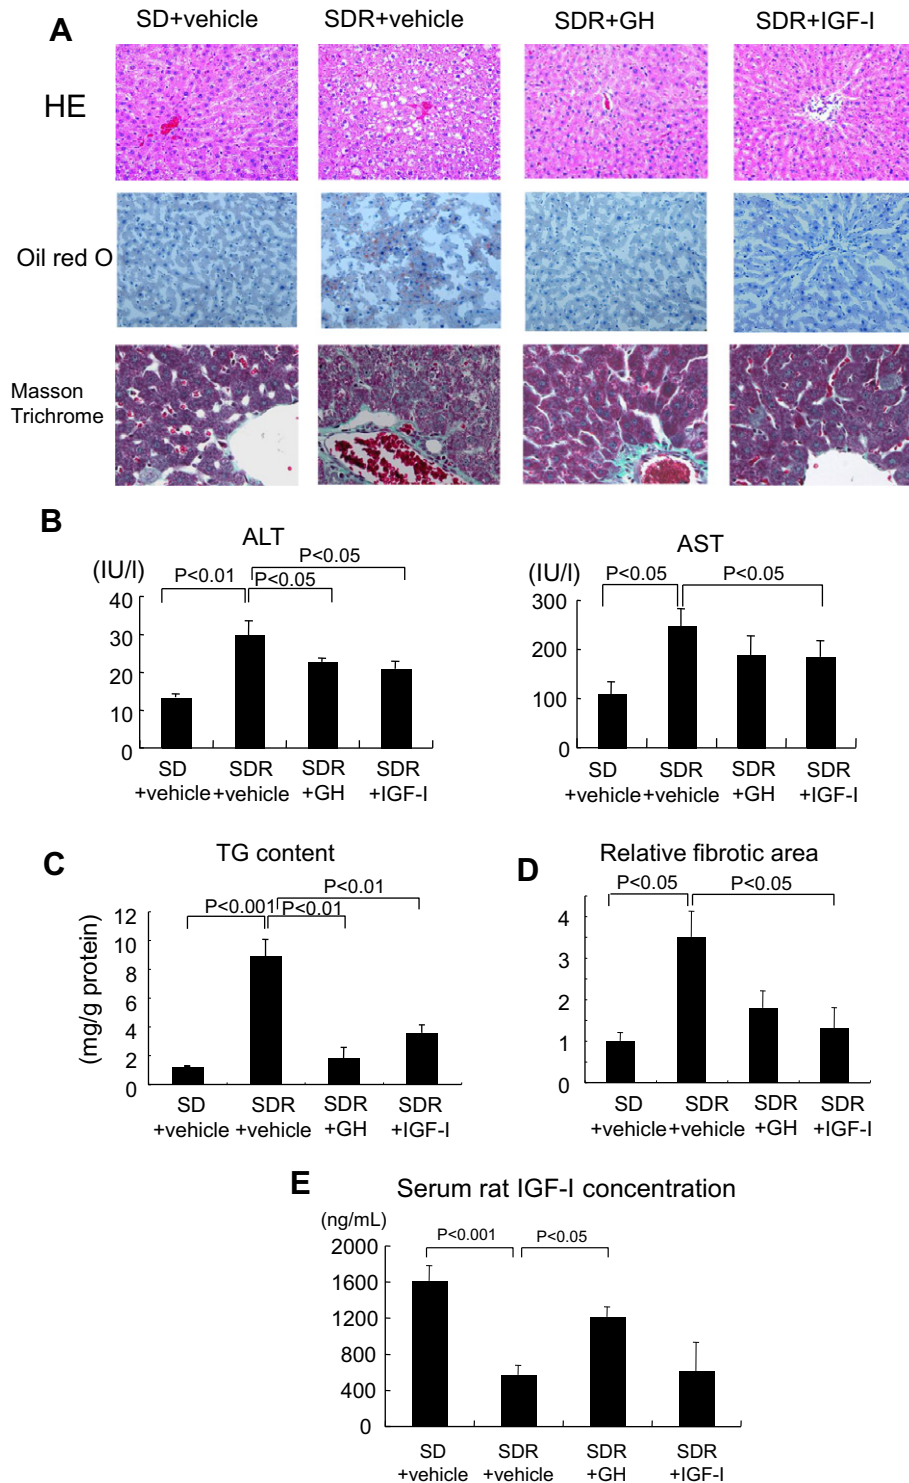 A
SD+vehicle
SDR+vehicle
SDR+GH
SDR+IGF-I
HE
Oil red O
Masson
Trichrome
B
ALT
(IU/l)
P<0.01
P<0.05
P<0.05
40
30
20
10
0
SD
+vehicle
SDR
+vehicle
SDR
+GH
SDR
+IGF-I
AST
(IU/l)
P<0.05
P<0.05
300
200
100
0
SD
+vehicle
SDR
+vehicle
SDR
+GH
SDR
+IGF-I
C
TG content
(mg/g protein)
P<0.001
P<0.01
P<0.01
12
10
8
6
4
2
0
SD
+vehicle
SDR
+vehicle
SDR
+GH
SDR
+IGF-I
D
Relative fibrotic area
P<0.05
P<0.05
4
3
2
1
0
SD
+vehicle
SDR
+vehicle
SDR
+GH
SDR
+IGF-I
E
Serum rat IGF-I concentration
(ng/mL)
P<0.001
P<0.05
2000
1600
1200
800
400
0
SD
+vehicle
SDR
+vehicle
SDR
+GH
SDR
+IGF-I